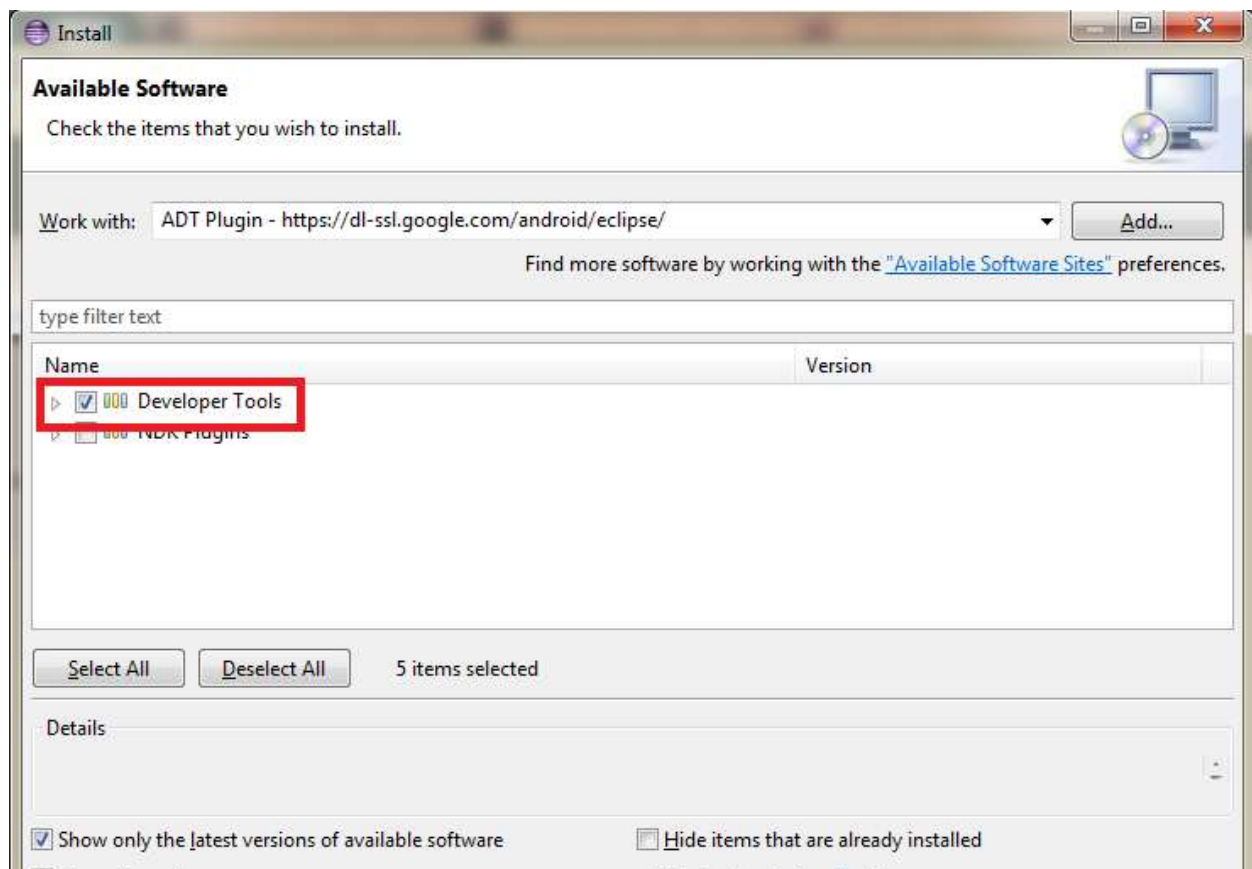 Install
Available Software
Check the items that you wish to install.
Work with: ADT Plugin - https://dl-ssl.google.com/android/eclipse/ Add...
Find more software by working with the "Available Software Sites" preferences.
type filter text
Name Version
Developer Tools
NDK Plugins
Select All Deselect All 5 items selected
Details
Show only the latest versions of available software Hide items that are already installed